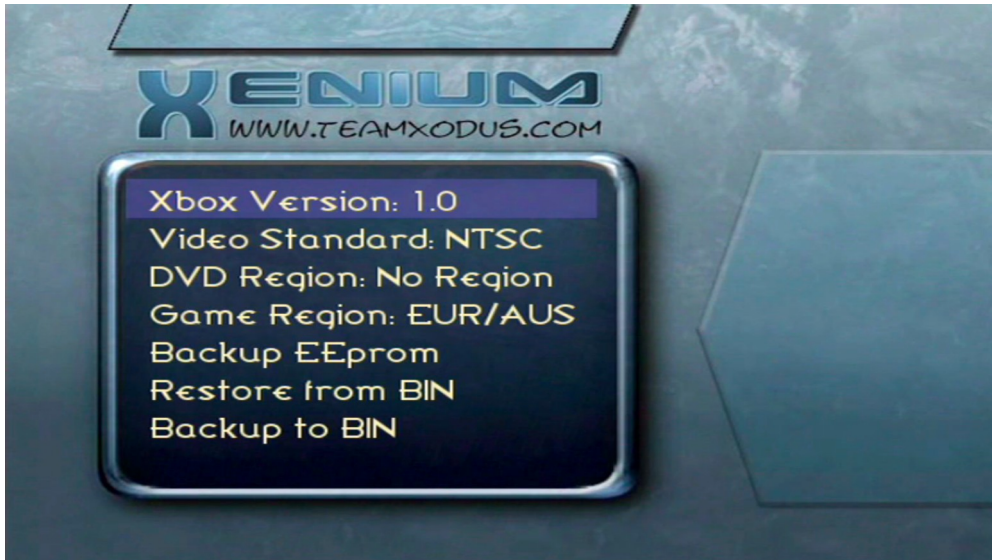 XENIUM
WWW.TEAMXODUS.COM
Xbox Version: 1.0
Video Standard: NTSC
DVD Region: No Region
Game Region: EUR/AUS
Backup EEprom
Restore from BIN
Backup to BIN